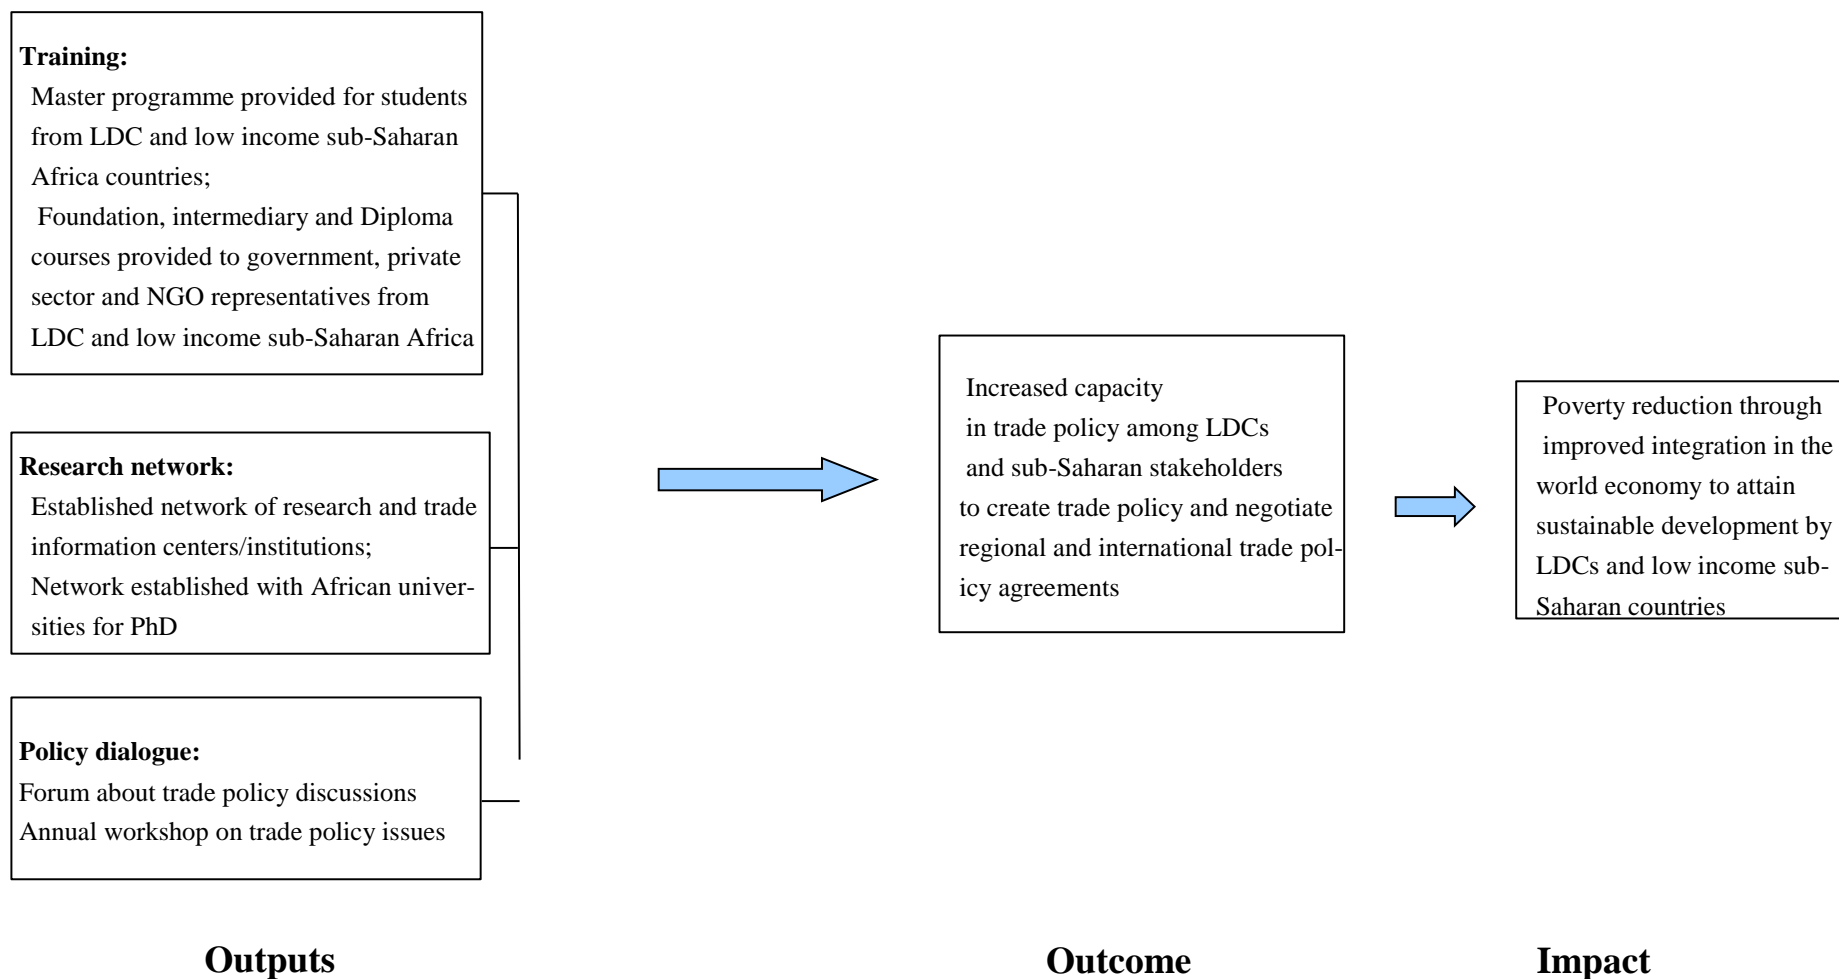 Training:
Master programme provided for students
from LDC and low income sub-Saharan
Africa countries;
Foundation, intermediary and Diploma
courses provided to government, private
sector and NGO representatives from
LDC and low income sub-Saharan Africa
Research network:
Established network of research and trade
information centers/institutions;
Network established with African univer-
sities for PhD
Policy dialogue:
Forum about trade policy discussions
Annual workshop on trade policy issues
Increased capacity
in trade policy among LDCs
and sub-Saharan stakeholders
to create trade policy and negotiate
regional and international trade pol-
icy agreements
Poverty reduction through
improved integration in the
world economy to attain
sustainable development by
LDCs and low income sub-
Saharan countries
Outputs
Outcome
Impact